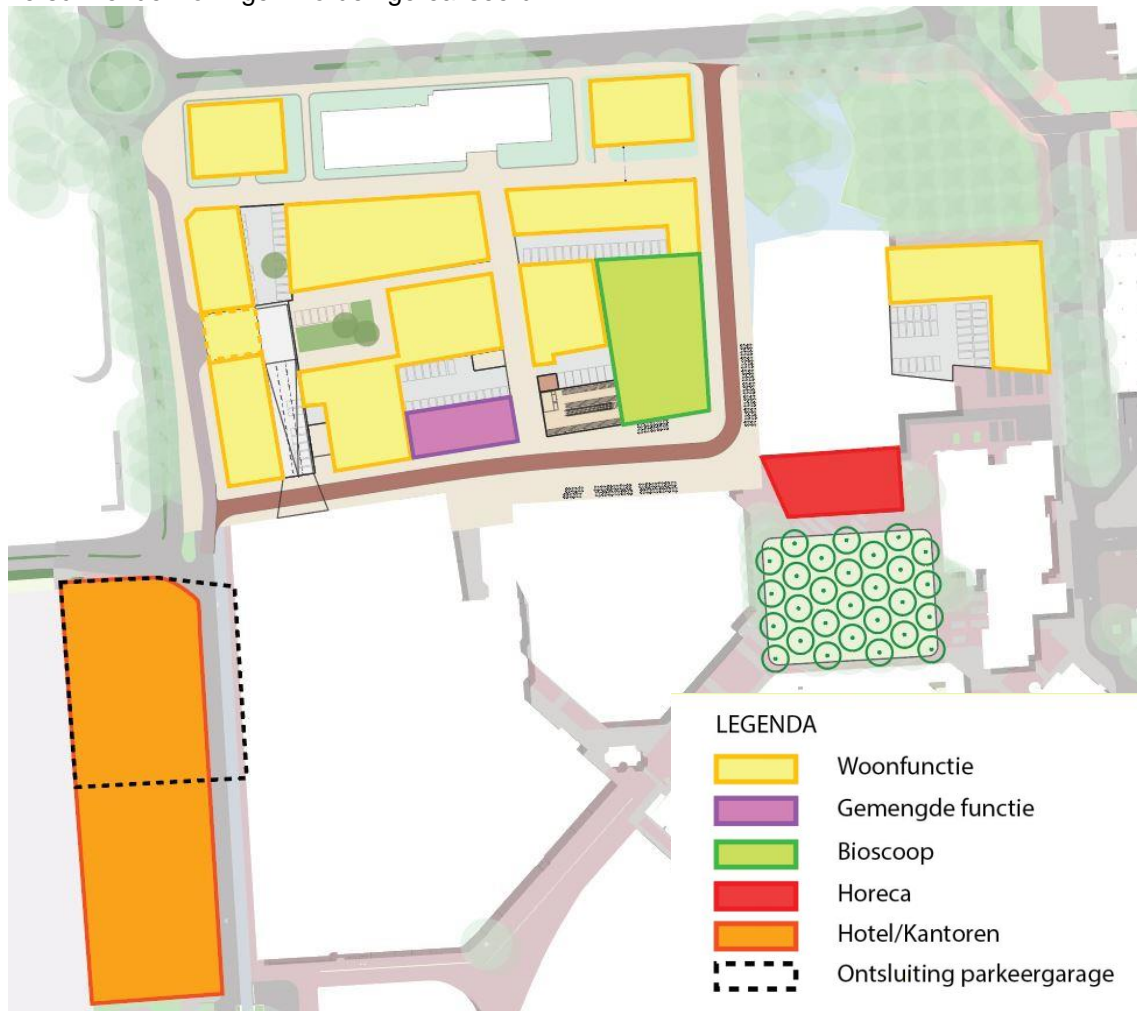 LEGENDA
Woonfunctie
Gemengde functie
Bioscoop
Horeca
Hotel/Kantoren
Ontsluiting parkeergarage